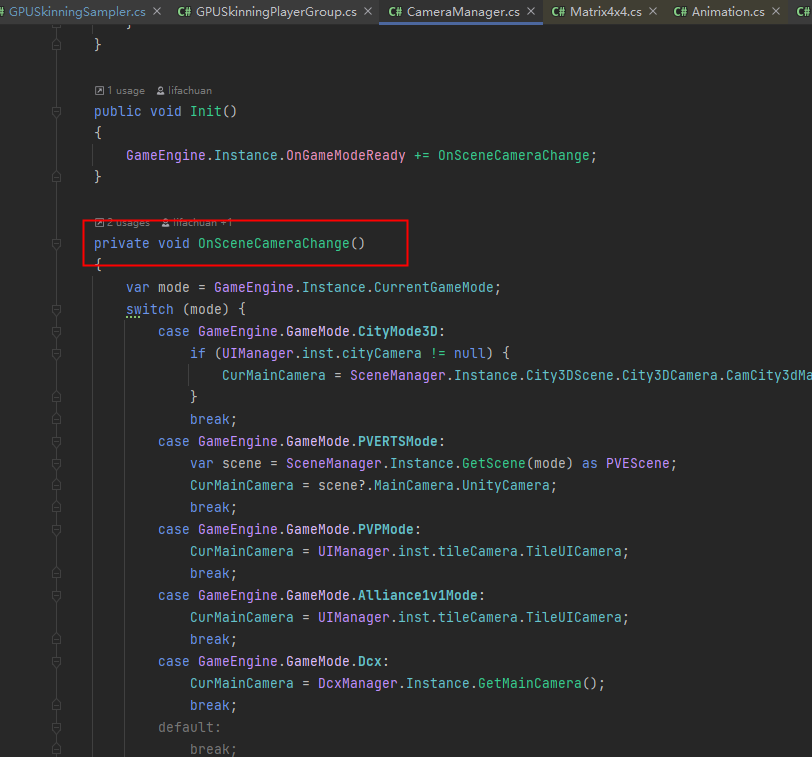 GPUSkinningSampler.cs × C# GPUSkinningPlayerGroup.cs × C# CameraManager.cs × C# Matrix4x4.cs × C# Animation.cs × C#
}
1 usage lifachuan
public void Init()
{
GameEngine.Instance.OnGameModeReady += OnSceneCameraChange;
}
2 usages lifachuan +1
private void OnSceneCameraChange()
{
var mode = GameEngine.Instance.CurrentGameMode;
switch (mode) {
case GameEngine.GameMode.CityMode3D:
if (UIManager.inst.cityCamera != null) {
CurMainCamera = SceneManager.Instance.City3DScene.City3DCamera.CamCity3dMa
}
break;
case GameEngine.GameMode.PVERTSMode:
var scene = SceneManager.Instance.GetScene(mode) as PVEScene;
CurMainCamera = scene?.MainCamera.UnityCamera;
break;
case GameEngine.GameMode.PVPMode:
CurMainCamera = UIManager.inst.tileCamera.TileUICamera;
break;
case GameEngine.GameMode.Alliance1v1Mode:
CurMainCamera = UIManager.inst.tileCamera.TileUICamera;
break;
case GameEngine.GameMode.Dcx:
CurMainCamera = DcxManager.Instance.GetMainCamera();
break;
default:
break;